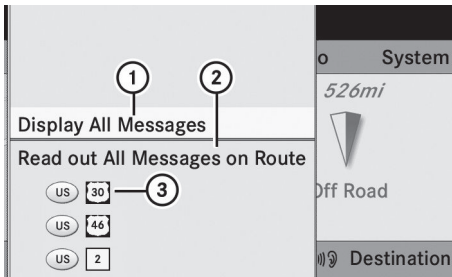 1
2
o System
526mi
Display All Messages
Read out All Messages on Route
US 30 3
Off Road
US 46
US 2
Destination